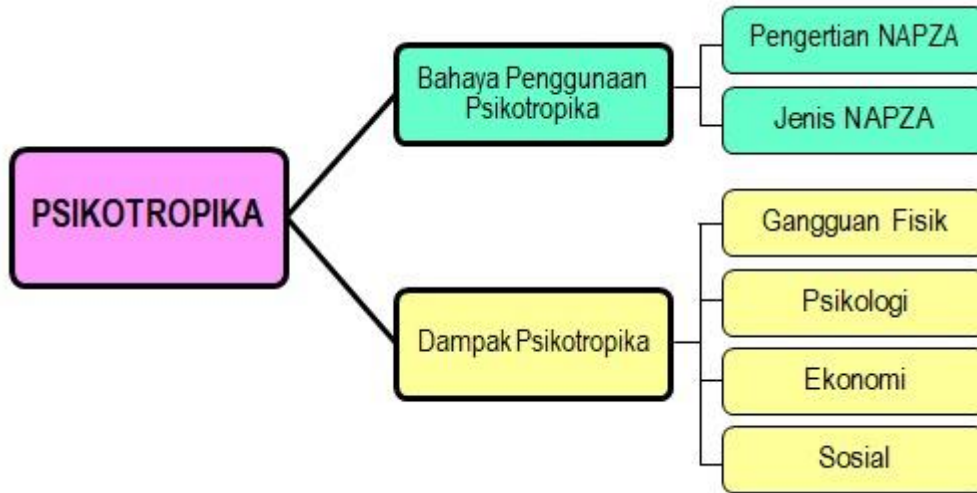 PSIKOTROPIKA
Bahaya Penggunaan
Psikotropika
Pengertian NAPZA
Jenis NAPZA
Dampak Psikotropika
Gangguan Fisik
Psikologi
Ekonomi
Sosial